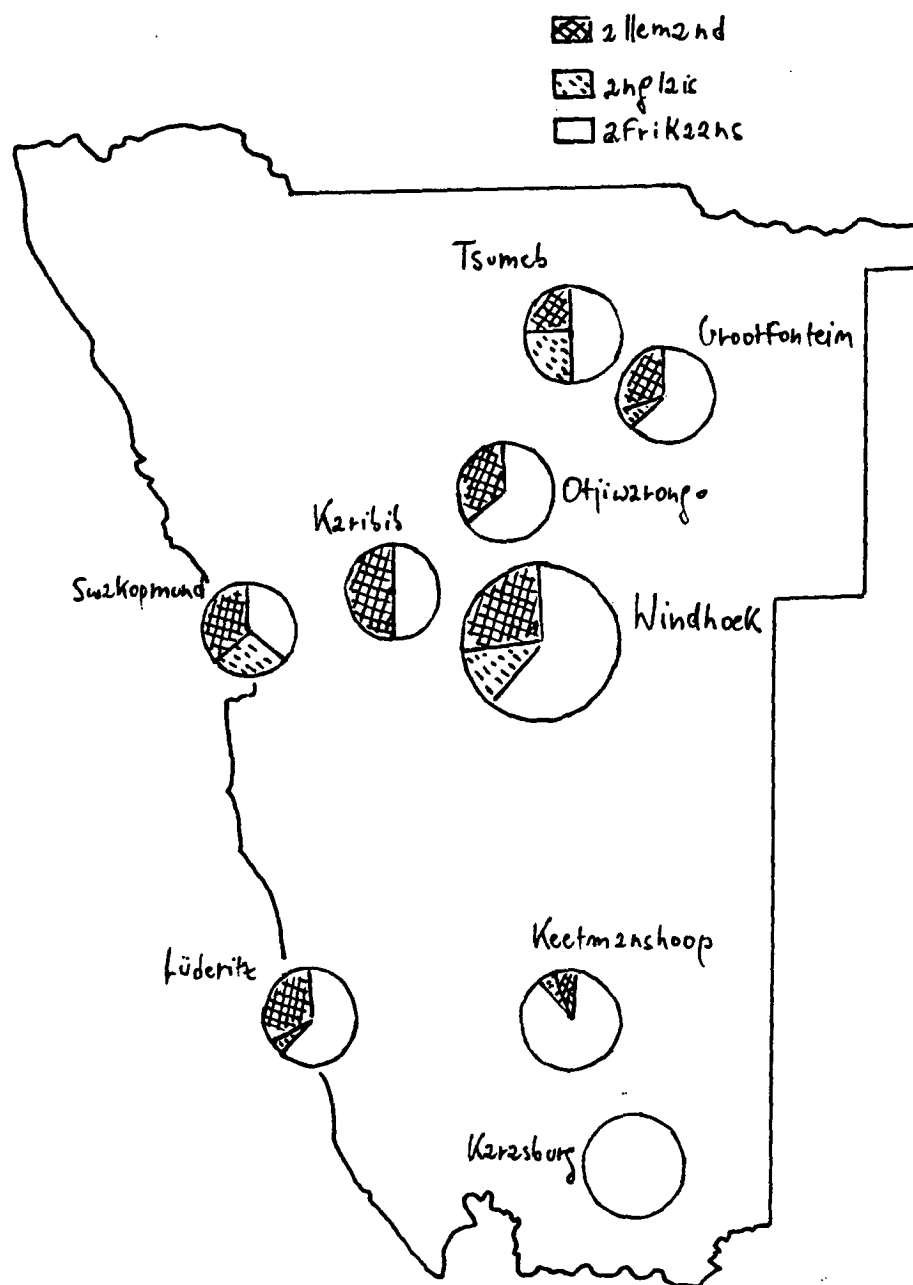 allemand
anglais
afrikaans
Tsumeb
Grootfontein
Otjiwarongo
Karibib
Swakopmund
Windhoek
Lüderitz
Keetmanshoop
Karasburg